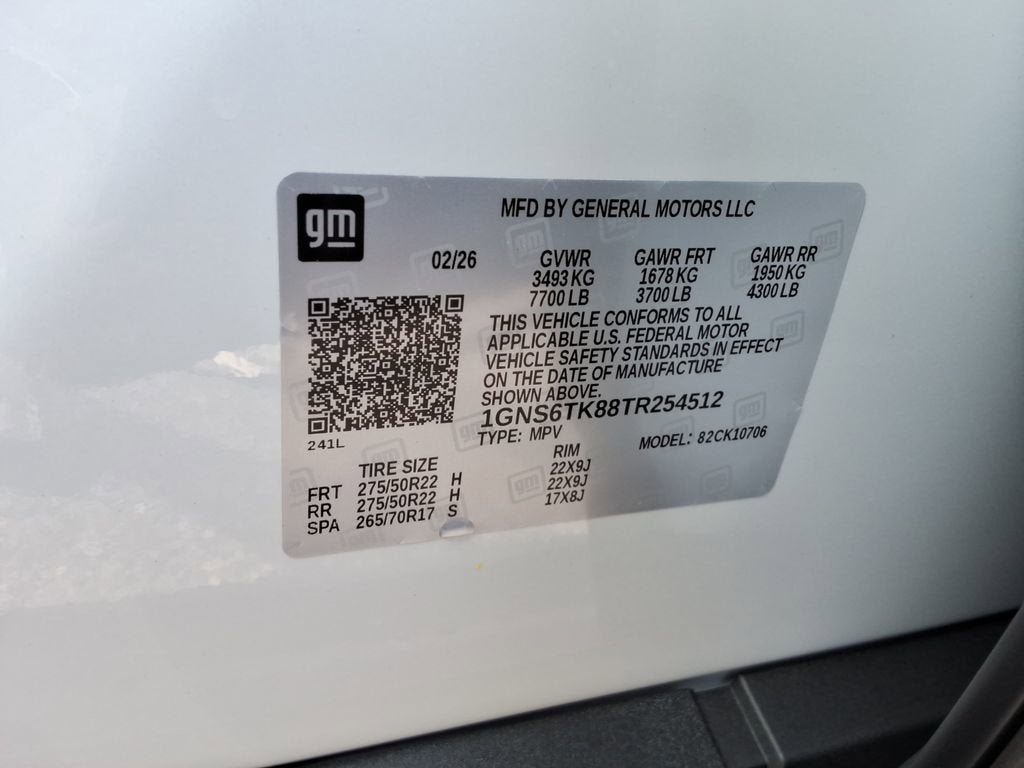 gm
MFD BY GENERAL MOTORS LLC
02/26 GVWR GAWR FRT GAWR RR
3493 KG 1678 KG 1950 KG
7700 LB 3700 LB 4300 LB
THIS VEHICLE CONFORMS TO ALL
APPLICABLE U.S. FEDERAL MOTOR
VEHICLE SAFETY STANDARDS IN EFFECT
ON THE DATE OF MANUFACTURE
SHOWN ABOVE.
1GNS6TK88TR254512
TYPE: MPV MODEL: 82CK10706
241L
TIRE SIZE RIM
FRT 275/50R22 H 22X9J
RR 275/50R22 H 22X9J
SPA 265/70R17 S 17X8J